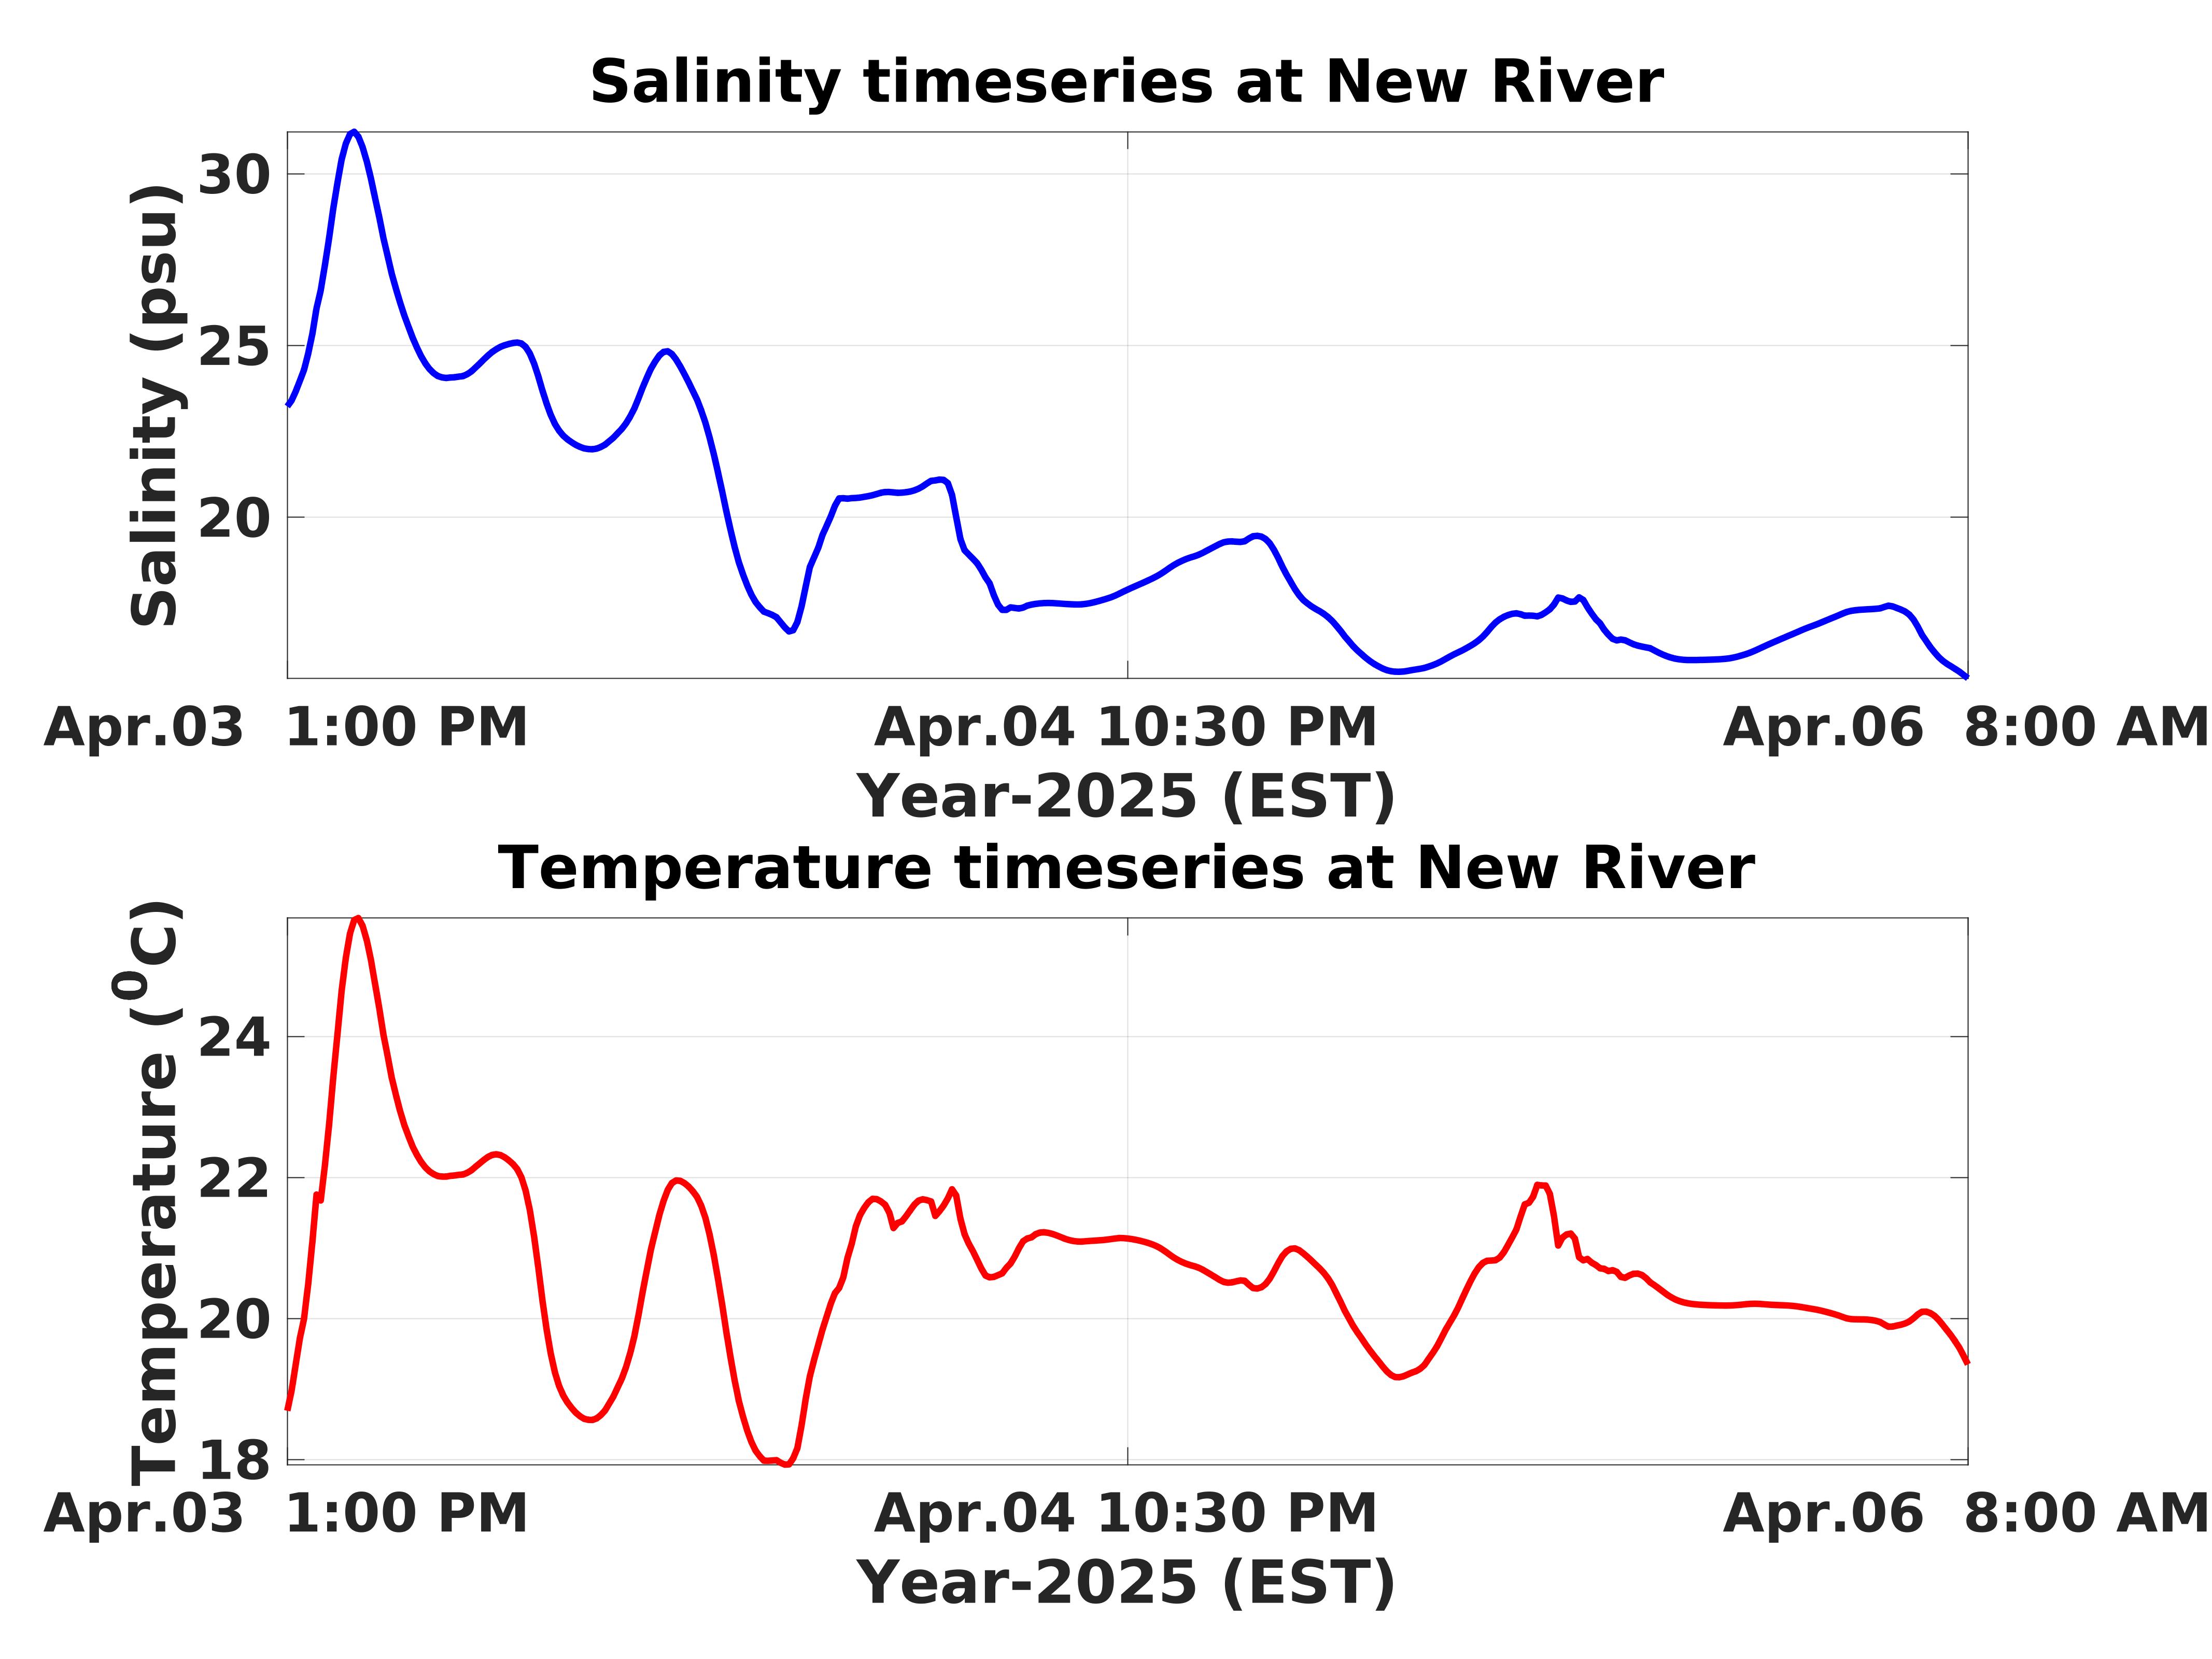 Salinity timeseries at New River
Salinity (psu)
30
25
20
Apr.03  1:00 PM
Apr.04 10:30 PM
Apr.06  8:00 AM
Year-2025 (EST)
Temperature timeseries at New River
Temperature (⁰C)
24
22
20
18
Apr.03  1:00 PM
Apr.04 10:30 PM
Apr.06  8:00 AM
Year-2025 (EST)